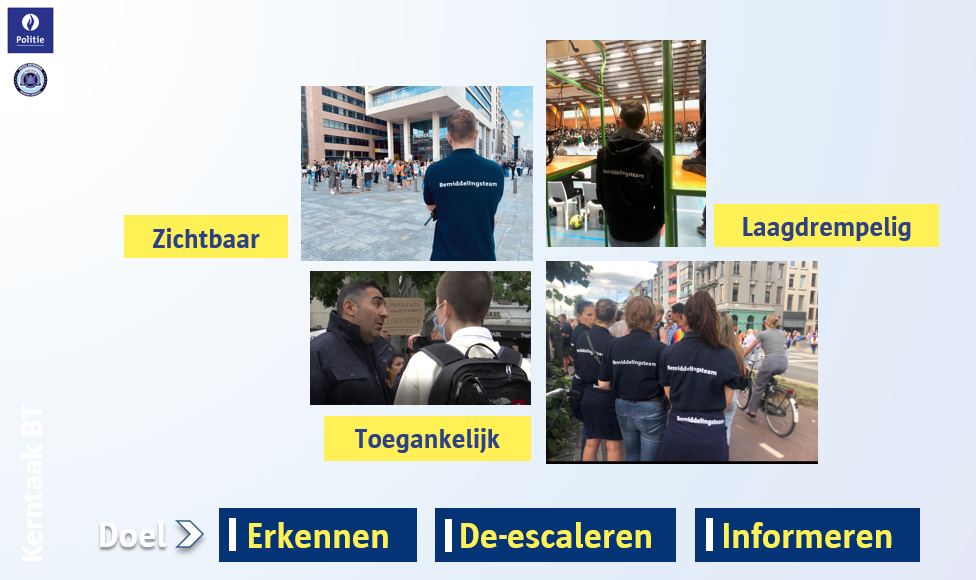 Politie
Bemiddelingsteam
Bemiddelingsteam
Zichtbaar
Laagdrempelig
Bemiddelingsteam
Bemiddelingsteam
Bemiddelingsteam
Toegankelijk
Kerntaak BT
Doel
Erkennen
De-escaleren
Informeren